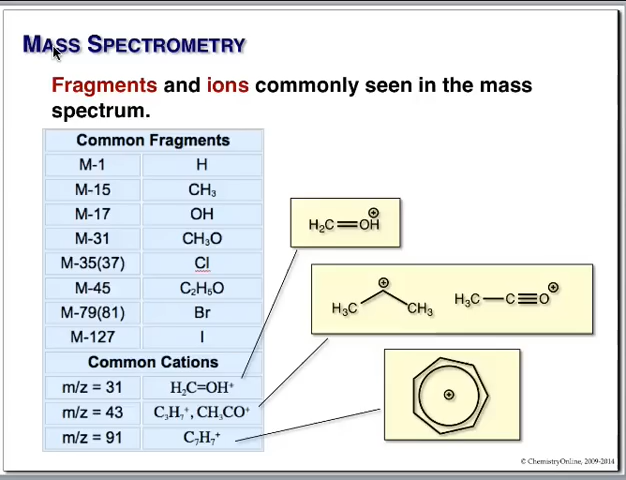 MASS SPECTROMETRY
Fragments and ions commonly seen in the mass
spectrum.
Common Fragments
M-1 H
M-15 CH₃
M-17 OH
M-31 CH₃O
M-35(37) Cl
M-45 C₂H₅O
M-79(81) Br
M-127 I
Common Cations
m/z = 31 H₂C=OH⁺
m/z = 43 C₃H₇⁺, CH₃CO⁺
m/z = 91 C₇H₇⁺
H₂C=OH⊕
⊕
H₃C CH₃
H₃C—C≡O⊕
⊕
© ChemistryOnline, 2009-2014